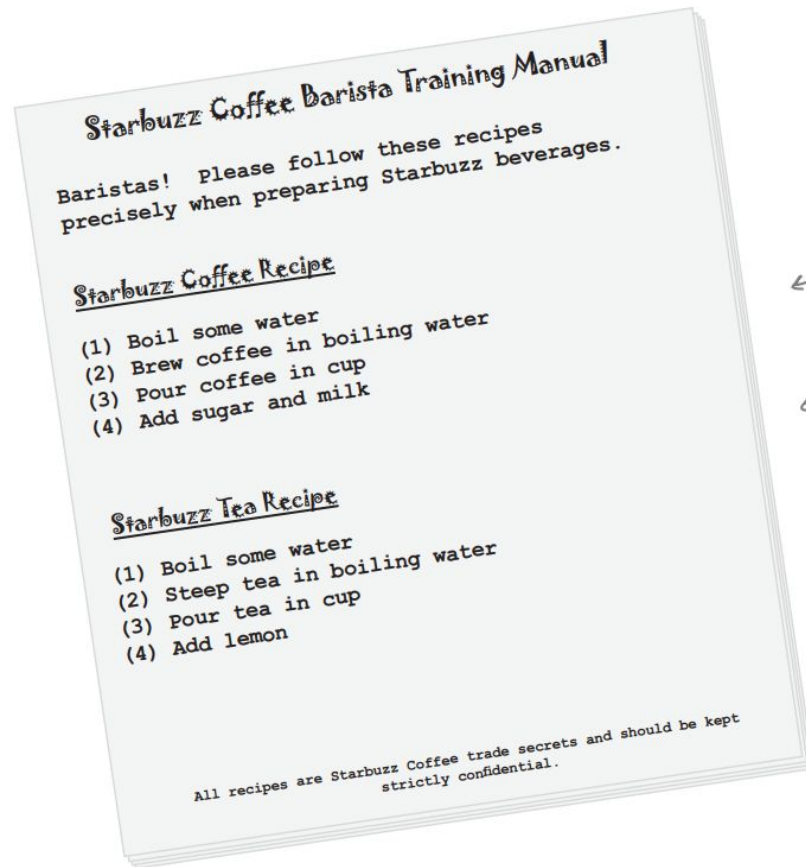 Starbuzz Coffee Barista Training Manual
Baristas!  Please follow these recipes
precisely when preparing Starbuzz beverages.
Starbuzz Coffee Recipe
(1) Boil some water
(2) Brew coffee in boiling water
(3) Pour coffee in cup
(4) Add sugar and milk
Starbuzz Tea Recipe
(1) Boil some water
(2) Steep tea in boiling water
(3) Pour tea in cup
(4) Add lemon
All recipes are Starbuzz Coffee trade secrets and should be kept
strictly confidential.